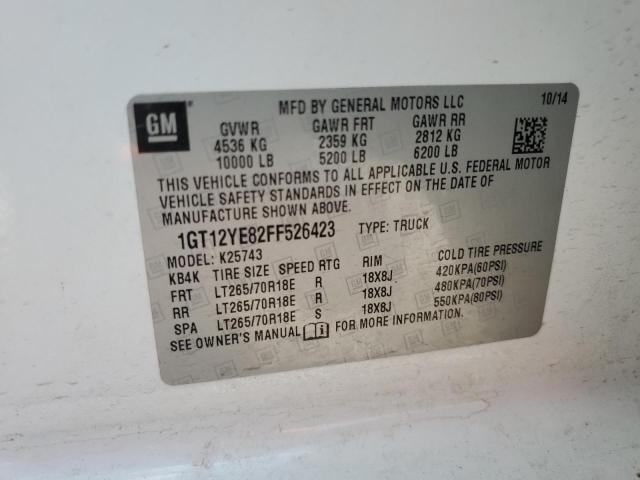 GM
MFD BY GENERAL MOTORS LLC 10/14
GVWR GAWR FRT GAWR RR
4536 KG 2359 KG 2812 KG
10000 LB 5200 LB 6200 LB
THIS VEHICLE CONFORMS TO ALL APPLICABLE U.S. FEDERAL MOTOR
VEHICLE SAFETY STANDARDS IN EFFECT ON THE DATE OF
MANUFACTURE SHOWN ABOVE.
1GT12YE82FF526423 TYPE: TRUCK
MODEL: K25743
KB4K TIRE SIZE SPEED RTG RIM COLD TIRE PRESSURE
FRT LT265/70R18E R 18X8J 420KPA(60PSI)
RR LT265/70R18E R 18X8J 480KPA(70PSI)
SPA LT265/70R18E S 18X8J 550KPA(80PSI)
SEE OWNER'S MANUAL FOR MORE INFORMATION.